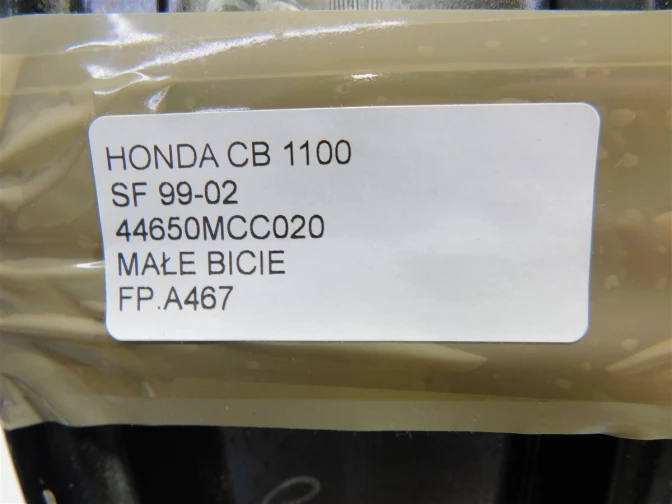 HONDA CB 1100
SF 99-02
44650MCC020
MAŁE BICIE
FP.A467